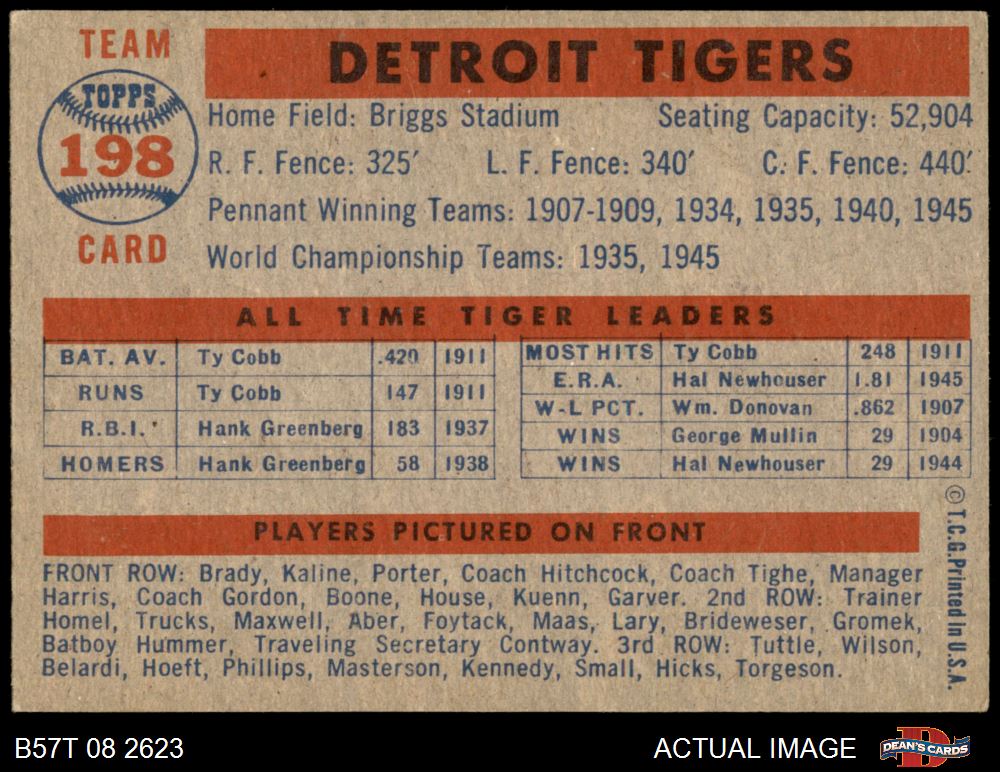 TEAM
TOPPS
198
CARD
DETROIT TIGERS
Home Field: Briggs Stadium Seating Capacity: 52,904
R. F. Fence: 325′ L. F. Fence: 340′ C. F. Fence: 440′
Pennant Winning Teams: 1907-1909, 1934, 1935, 1940, 1945
World Championship Teams: 1935, 1945
ALL TIME TIGER LEADERS
BAT. AV. Ty Cobb .420 1911
RUNS Ty Cobb 147 1911
R.B.I. Hank Greenberg 183 1937
HOMERS Hank Greenberg 58 1938
MOST HITS Ty Cobb 248 1911
E.R.A. Hal Newhouser 1.81 1945
W-L PCT. Wm. Donovan .862 1907
WINS George Mullin 29 1904
WINS Hal Newhouser 29 1944
PLAYERS PICTURED ON FRONT
FRONT ROW: Brady, Kaline, Porter, Coach Hitchcock, Coach Tighe, Manager
Harris, Coach Gordon, Boone, House, Kuenn, Garver. 2nd ROW: Trainer
Homel, Trucks, Maxwell, Aber, Foytack, Maas, Lary, Brideweser, Gromek,
Batboy Hummer, Traveling Secretary Contway. 3rd ROW: Tuttle, Wilson,
Belardi, Hoeft, Phillips, Masterson, Kennedy, Small, Hicks, Torgeson.
© T.C.G. Printed in U.S.A.
B57T 08 2623
ACTUAL IMAGE
DEAN'S CARDS